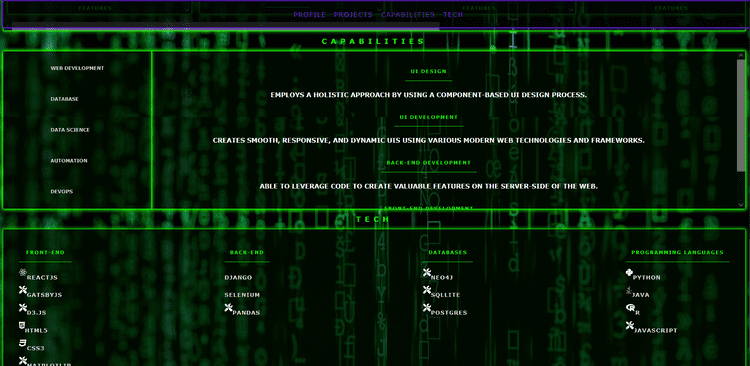 FEATURES
FEATURES
PROFILE PROJECTS CAPABILITIES TECH
CAPABILITIES
WEB DEVELOPMENT
DATABASE
DATA SCIENCE
AUTOMATION
DEVOPS
UI DESIGN
EMPLOYS A HOLISTIC APPROACH BY USING A COMPONENT-BASED UI DESIGN PROCESS.
UI DEVELOPMENT
CREATES SMOOTH, RESPONSIVE, AND DYNAMIC UIS USING VARIOUS MODERN WEB TECHNOLOGIES AND FRAMEWORKS.
BACK-END DEVELOPMENT
ABLE TO LEVERAGE CODE TO CREATE VALUABLE FEATURES ON THE SERVER-SIDE OF THE WEB.
FRONT-END DEVELOPMENT
TECH
FRONT-END
REACTJS
GATSBYJS
D3.JS
HTML5
CSS3
MATPLOTLIB
BACK-END
DJANGO
SELENIUM
PANDAS
DATABASES
NEO4J
SQLLITE
POSTGRES
PROGRAMMING LANGUAGES
PYTHON
JAVA
R
JAVASCRIPT